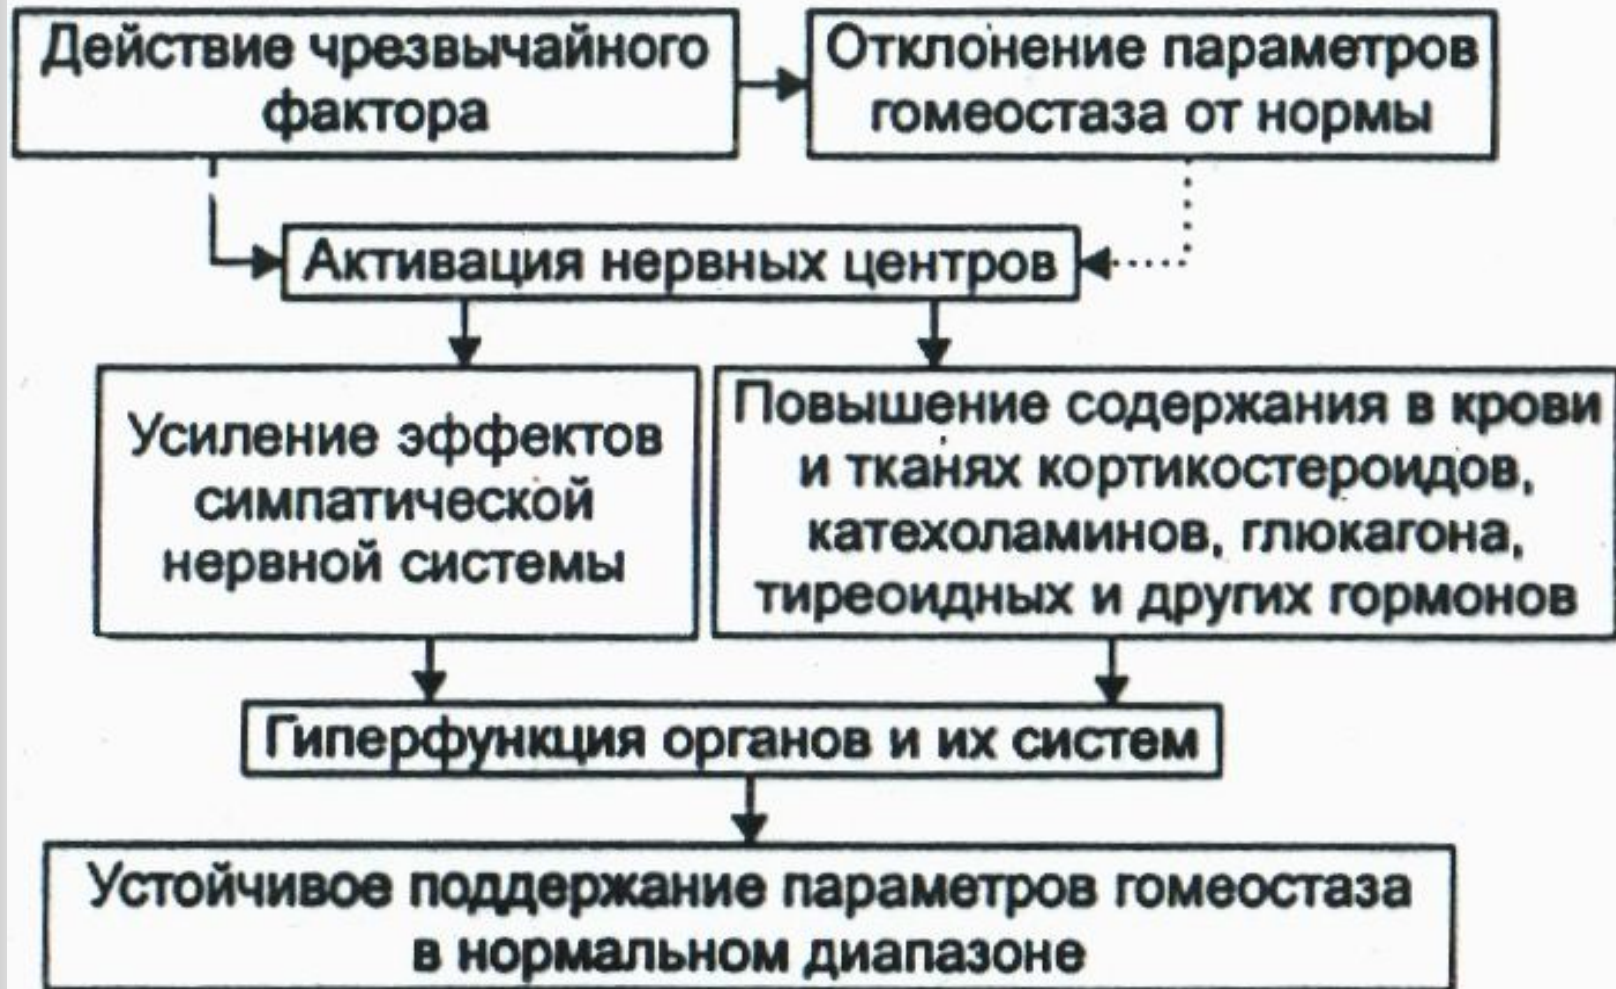 Действие чрезвычайного
фактора
Отклонение параметров
гомеостаза от нормы
Активация нервных центров
Усиление эффектов
симпатической
нервной системы
Повышение содержания в крови
и тканях кортикостероидов,
катехоламинов, глюкагона,
тиреоидных и других гормонов
Гиперфункция органов и их систем
Устойчивое поддержание параметров гомеостаза
в нормальном диапазоне